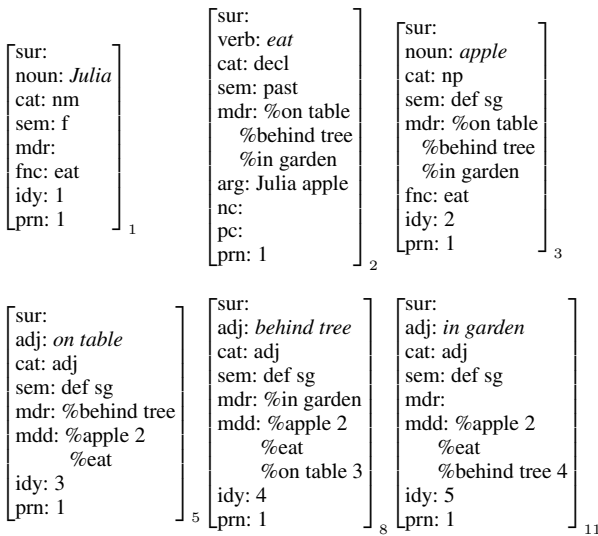 sur:
noun: Julia
cat: nm
sem: f
mdr:
fnc: eat
idy: 1
prn: 1
1
sur:
verb: eat
cat: decl
sem: past
mdr: %on table
%behind tree
%in garden
arg: Julia apple
nc:
pc:
prn: 1
2
sur:
noun: apple
cat: np
sem: def sg
mdr: %on table
%behind tree
%in garden
fnc: eat
idy: 2
prn: 1
3
sur:
adj: on table
cat: adj
sem: def sg
mdr: %behind tree
mdd: %apple 2
%eat
idy: 3
prn: 1
5
sur:
adj: behind tree
cat: adj
sem: def sg
mdr: %in garden
mdd: %apple 2
%eat
%on table 3
idy: 4
prn: 1
8
sur:
adj: in garden
cat: adj
sem: def sg
mdr:
mdd: %apple 2
%eat
%behind tree 4
idy: 5
prn: 1
11